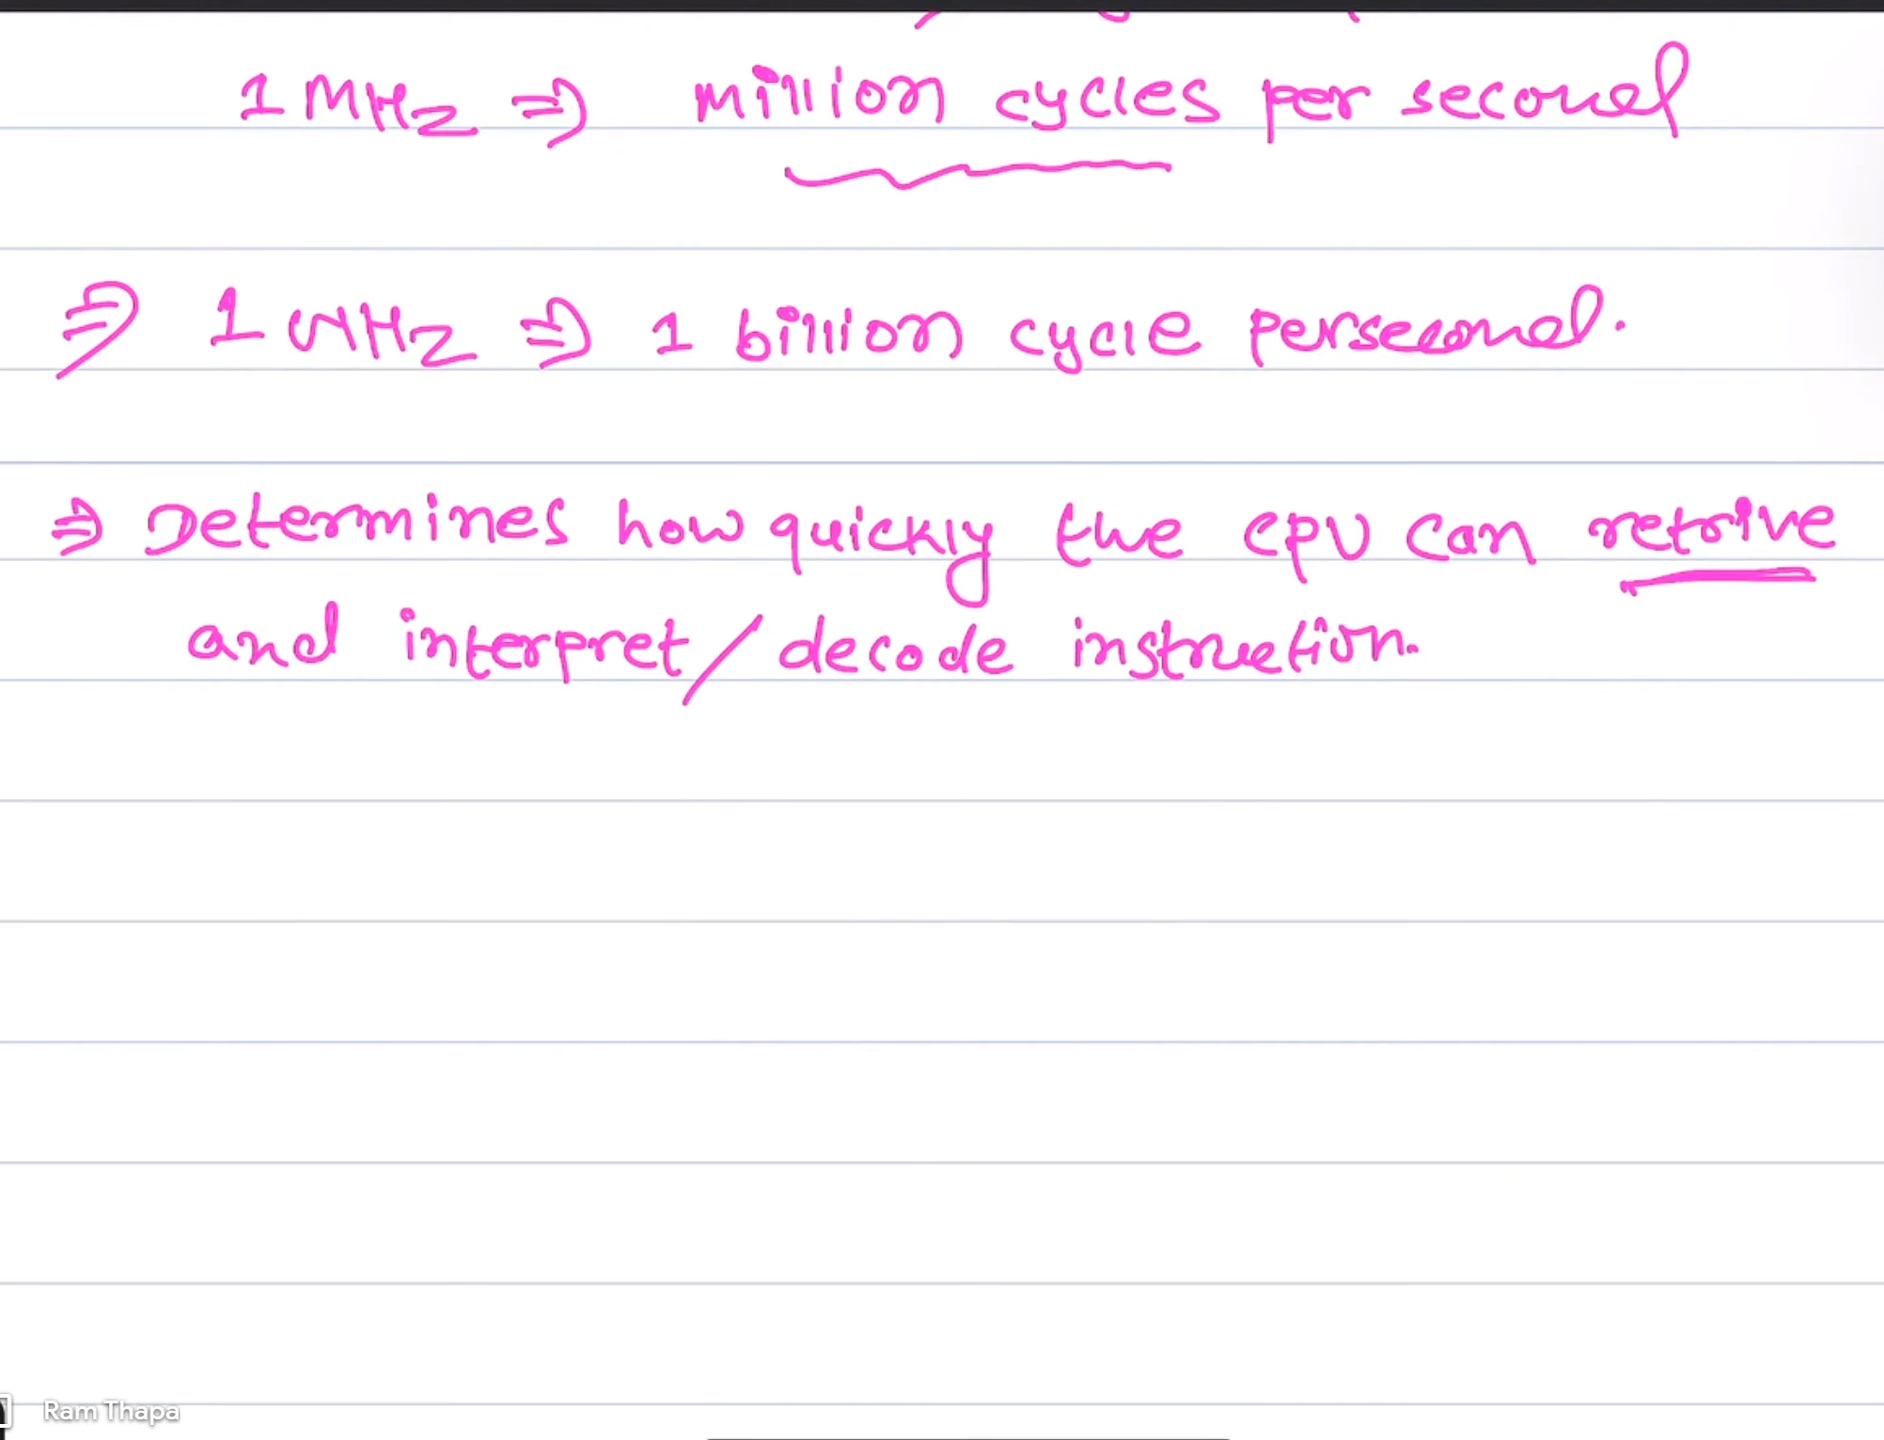 1 MHz ⇒ million cycles per second
⇒ 1 GHz ⇒ 1 billion cycle persecond.
⇒ Determines how quickly the CPU can retrive
and interpret/decode instruction.
Ram Thapa